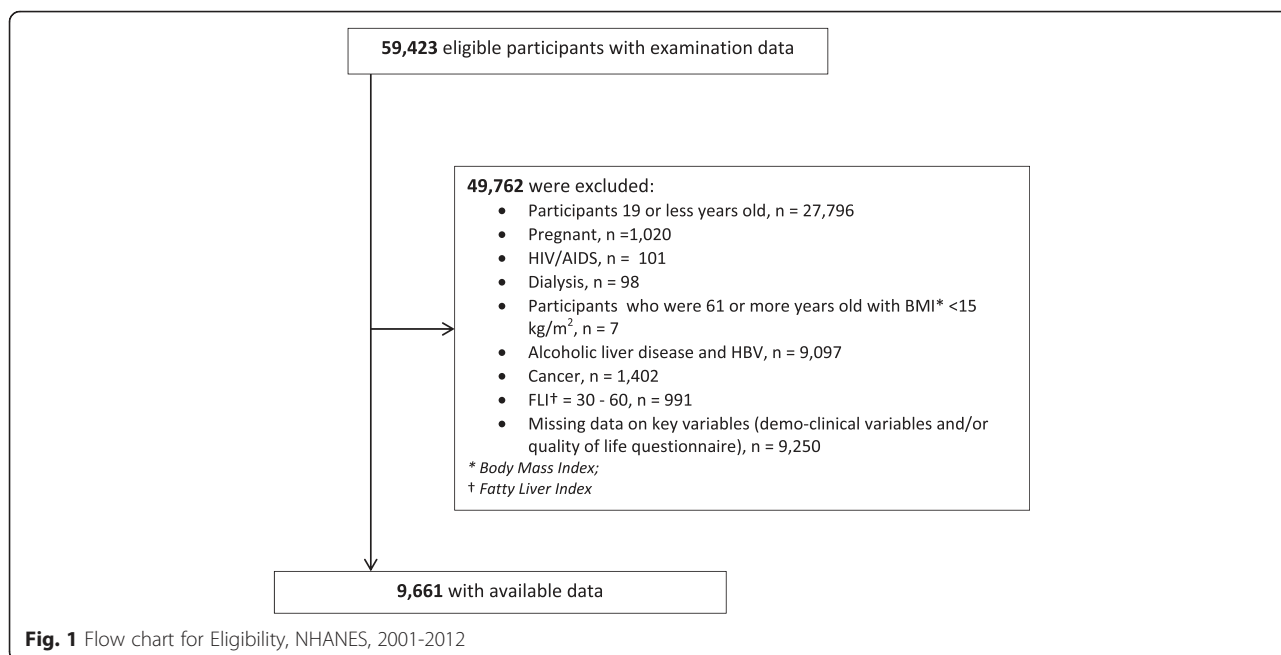 59,423 eligible participants with examination data
49,762 were excluded:
• Participants 19 or less years old, n = 27,796
• Pregnant, n =1,020
• HIV/AIDS, n = 101
• Dialysis, n = 98
• Participants who were 61 or more years old with BMI* <15
kg/m², n = 7
• Alcoholic liver disease and HBV, n = 9,097
• Cancer, n = 1,402
• FLI† = 30 - 60, n = 991
• Missing data on key variables (demo-clinical variables and/or
quality of life questionnaire), n = 9,250
* Body Mass Index;
† Fatty Liver Index
9,661 with available data
Fig. 1 Flow chart for Eligibility, NHANES, 2001-2012